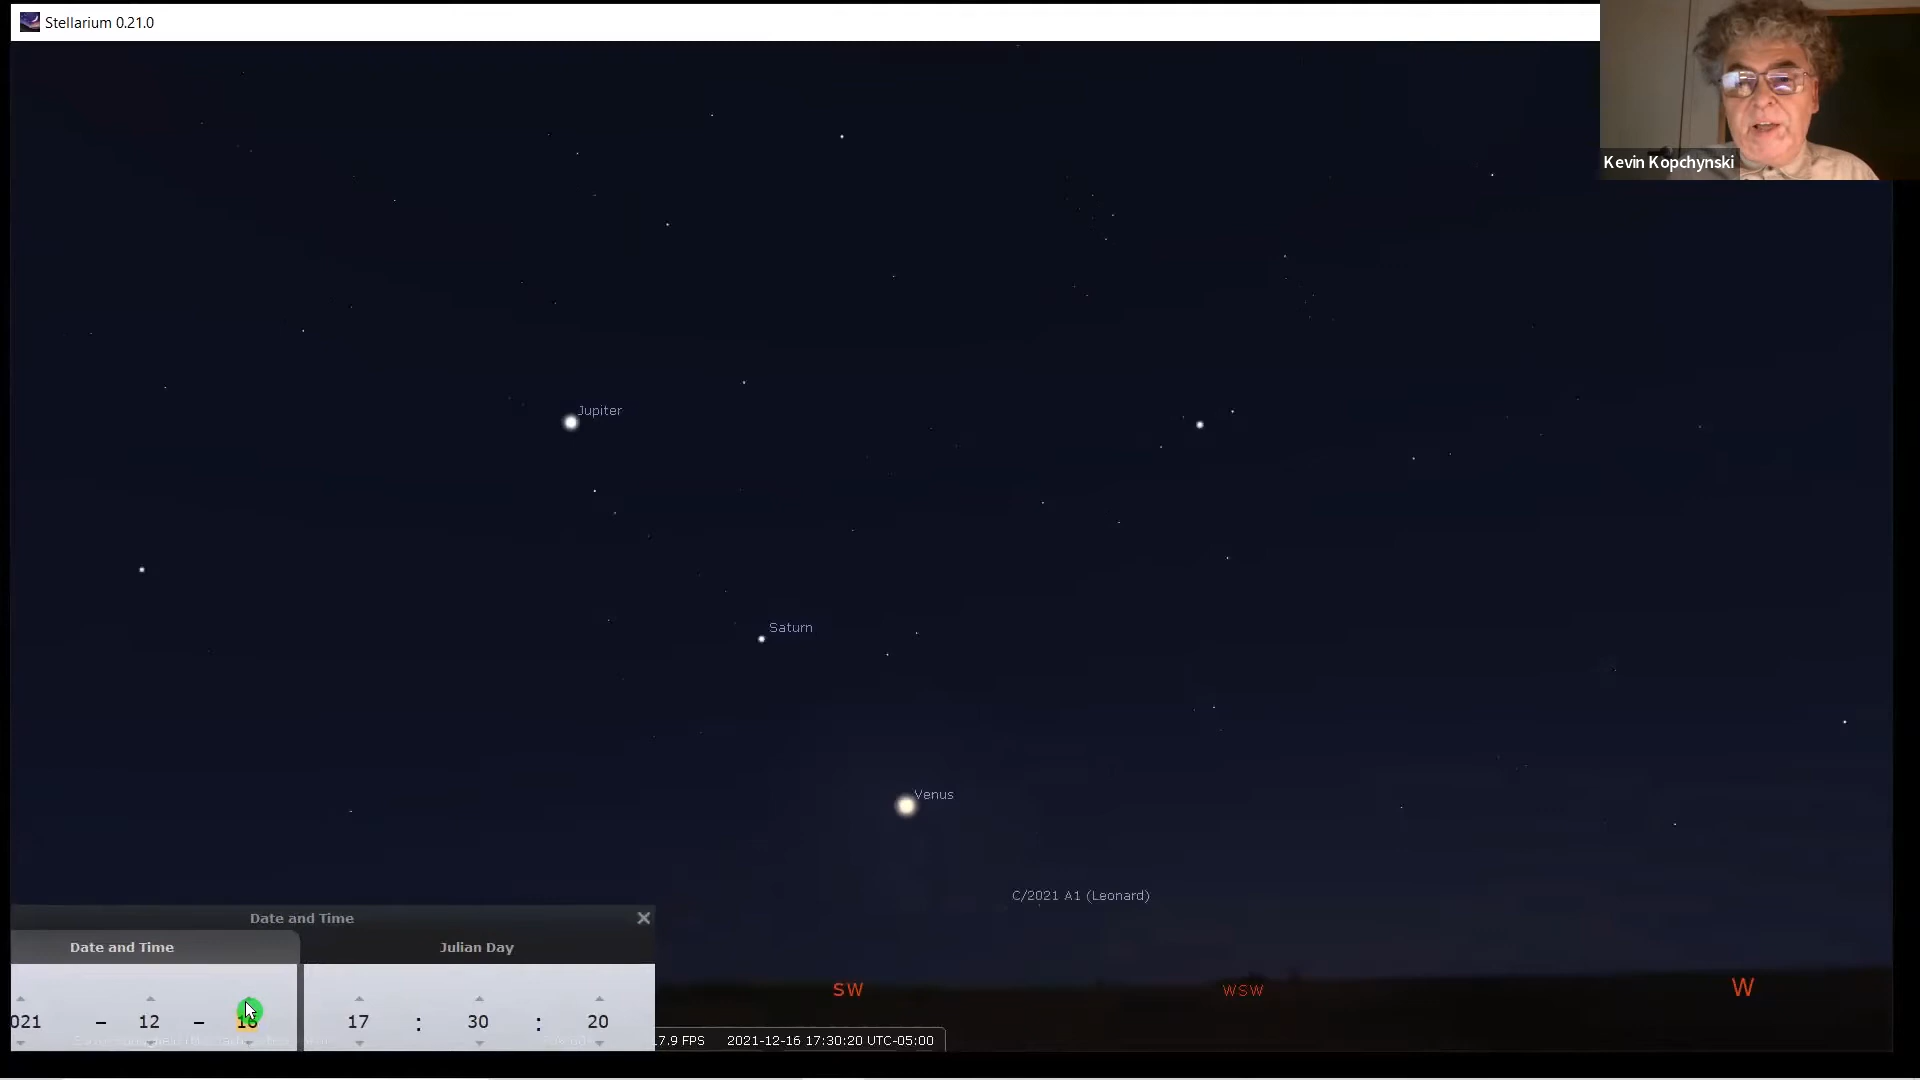 Stellarium 0.21.0
Kevin Kopchynski
Jupiter
Saturn
Venus
C/2021 A1 (Leonard)
Date and Time
Date and Time
Julian Day
SW
WSW
W
021 – 12 – 16
17 : 30 : 20
7.9 FPS
2021-12-16 17:30:20 UTC-05:00